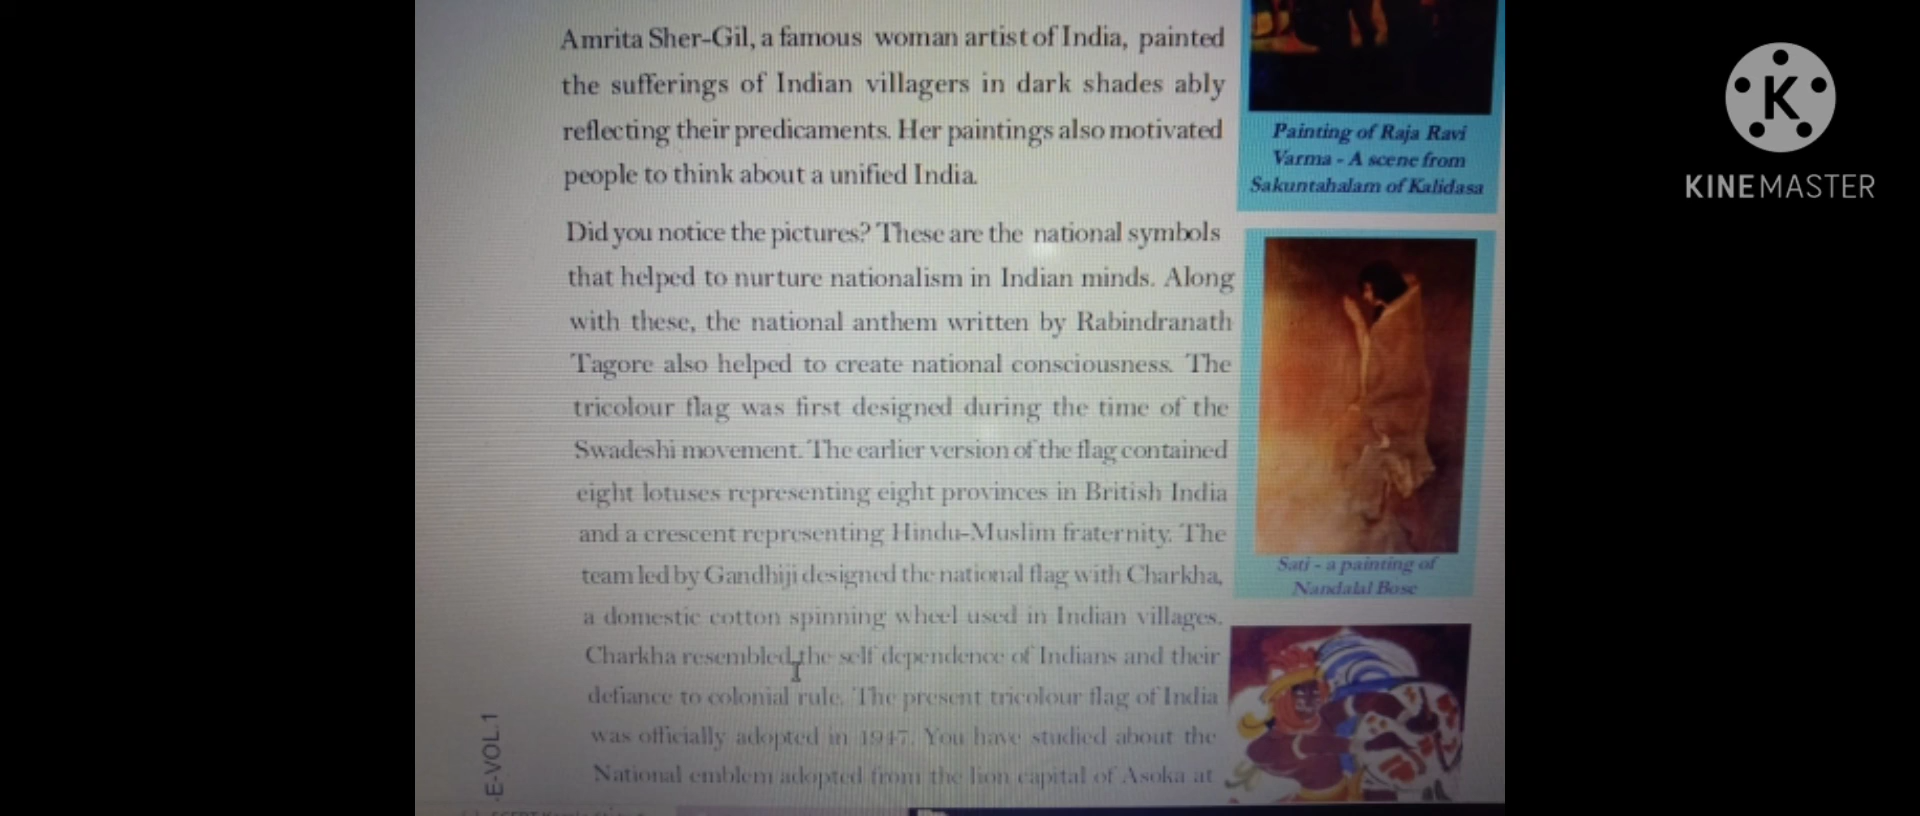 Amrita Sher-Gil, a famous woman artist of India, painted
the sufferings of Indian villagers in dark shades ably
reflecting their predicaments. Her paintings also motivated
people to think about a unified India.
Did you notice the pictures? These are the national symbols
that helped to nurture nationalism in Indian minds. Along
with these, the national anthem written by Rabindranath
Tagore also helped to create national consciousness. The
tricolour flag was first designed during the time of the
Swadeshi movement. The earlier version of the flag contained
eight lotuses representing eight provinces in British India
and a crescent representing Hindu-Muslim fraternity. The
team led by Gandhiji designed the national flag with Charkha,
a domestic cotton spinning wheel used in Indian villages.
Charkha resembled the self dependence of Indians and their
defiance to colonial rule. The present tricolour flag of India
was officially adopted in 1947. You have studied about the
National emblem adopted from the lion capital of Asoka at
Painting of Raja Ravi
Varma - A scene from
Sakuntahalam of Kalidasa
Sati - a painting of
Nandalal Bose
E-VOL.1
K
KINEMASTER